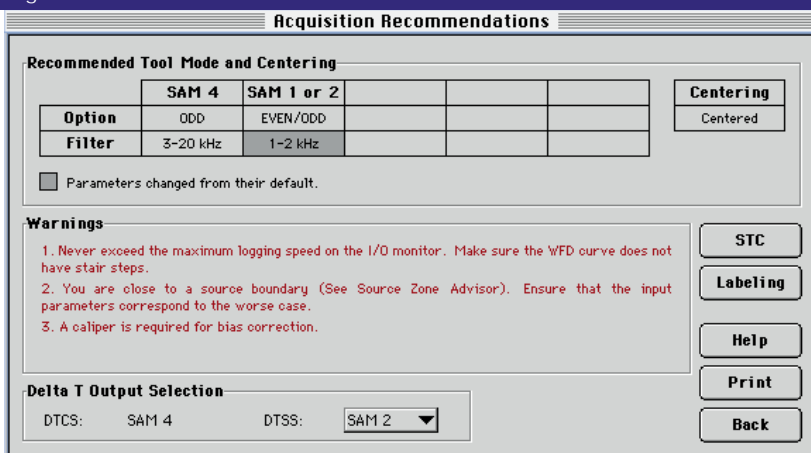 Acquisition Recommendations
Recommended Tool Mode and Centering
SAM 4 SAM 1 or 2 Centering
Option ODD EVEN/ODD Centered
Filter 3-20 kHz 1-2 kHz
Parameters changed from their default.
Warnings
1. Never exceed the maximum logging speed on the I/O monitor. Make sure the WFD curve does not
have stair steps.
2. You are close to a source boundary (See Source Zone Advisor). Ensure that the input
parameters correspond to the worse case.
3. A caliper is required for bias correction.
STC
Labeling
Help
Print
Back
Delta T Output Selection
DTCS: SAM 4 DTSS: SAM 2